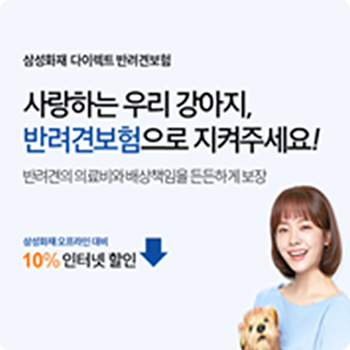 삼성화재 다이렉트 반려견보험
사랑하는 우리 강아지,
반려견보험으로 지켜주세요!
반려견의 의료비와 배상책임을 든든하게 보장
삼성화재 오프라인 대비
10% 인터넷 할인